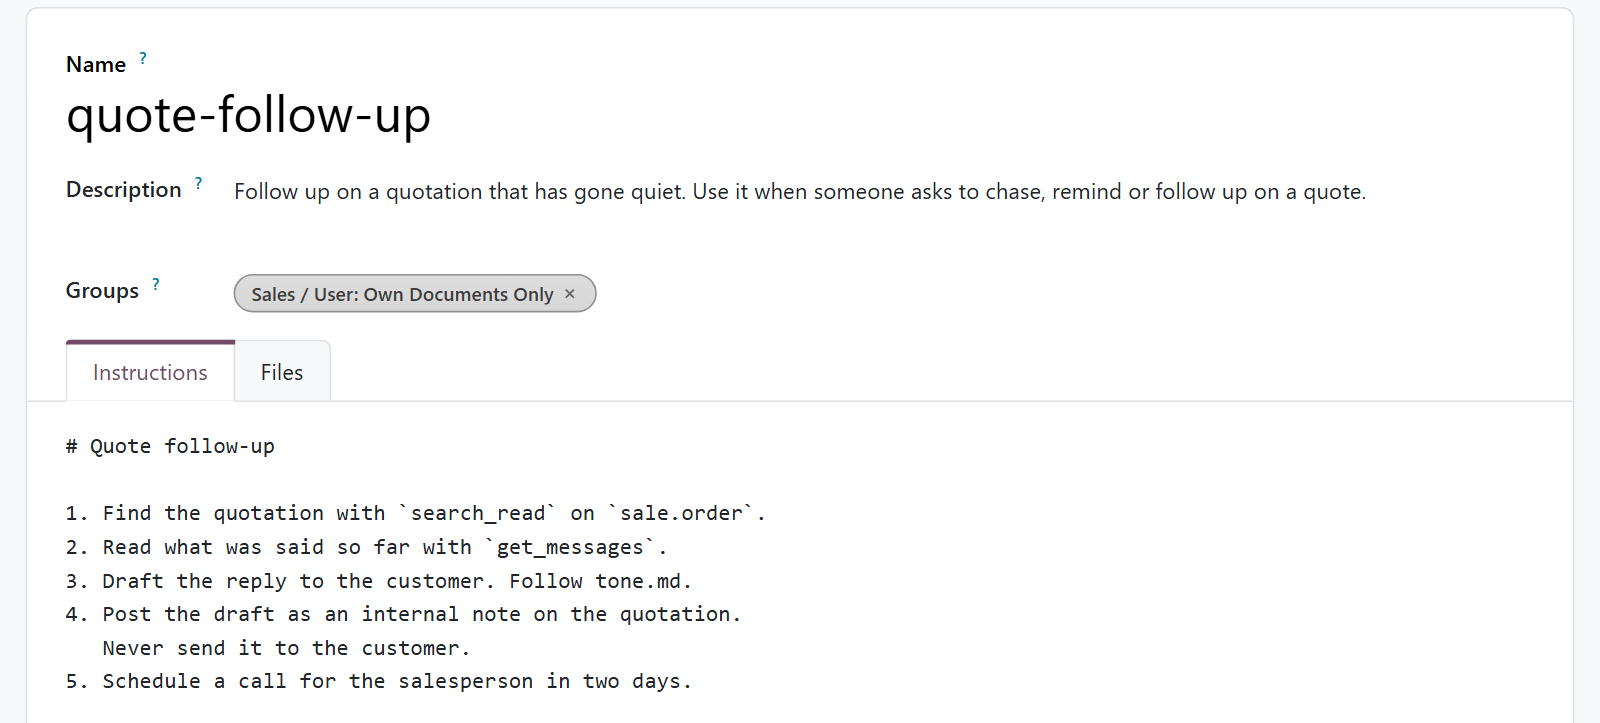 Name ?
quote-follow-up
Description ? Follow up on a quotation that has gone quiet. Use it when someone asks to chase, remind or follow up on a quote.
Groups ? Sales / User: Own Documents Only ×
Instructions Files
# Quote follow-up
1. Find the quotation with `search_read` on `sale.order`.
2. Read what was said so far with `get_messages`.
3. Draft the reply to the customer. Follow tone.md.
4. Post the draft as an internal note on the quotation.
Never send it to the customer.
5. Schedule a call for the salesperson in two days.